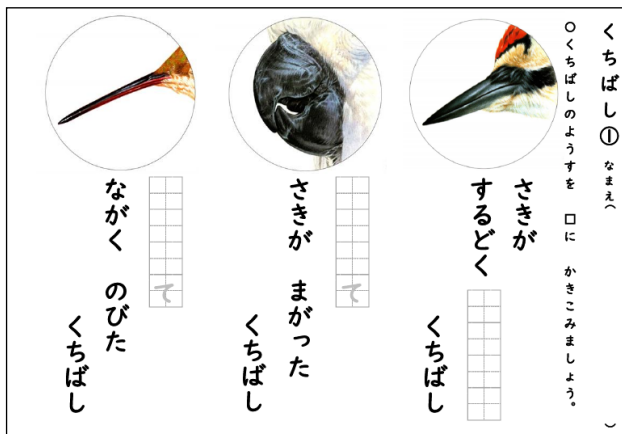 くちばし① なまえ（　　　）
○くちばしのようすを　□に　かきこみましょう。
さきが
するどく
くちばし
て
さきが　まがった
くちばし
て
ながく　のびた
くちばし